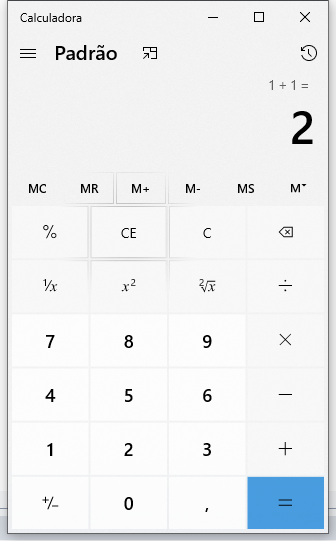 Calculadora
Padrão
1 + 1 =
2
MC MR M+ M- MS M▾
% CE C
¹/x x² ²√x ÷
7 8 9 ×
4 5 6 −
1 2 3 +
+/− 0 , =